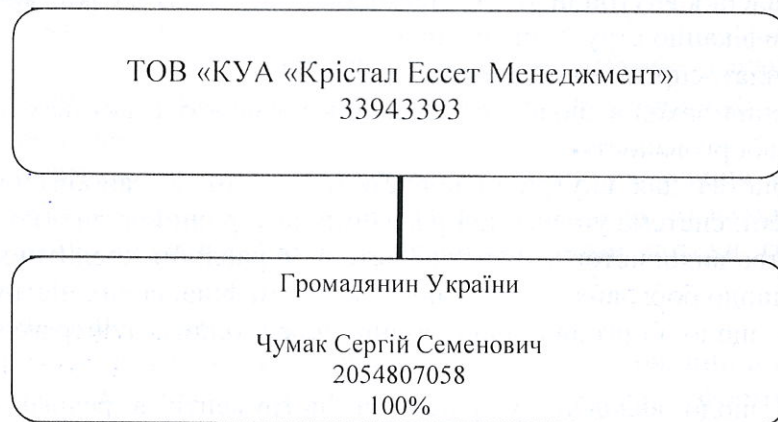 ТОВ «КУА «Крістал Ессет Менеджмент»
33943393
Громадянин України
Чумак Сергій Семенович
2054807058
100%